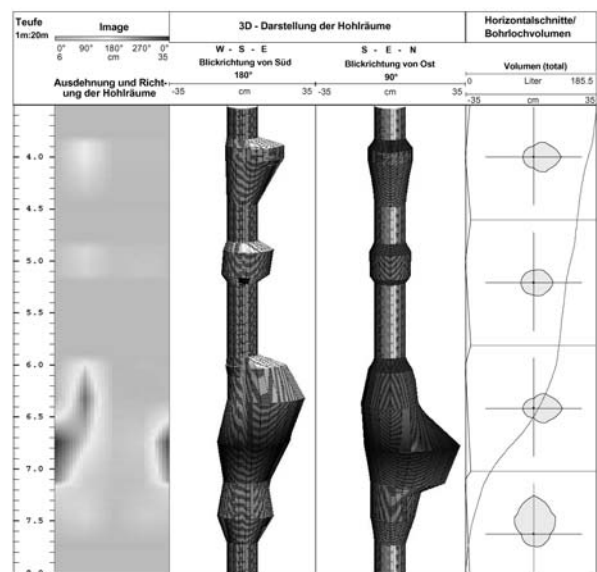 Teufe
1m:20m
Image
0° 90° 180° 270° 0°
6 cm 35
Ausdehnung und Richt-
ung der Hohlräume
3D - Darstellung der Hohlräume
W - S - E
Blickrichtung von Süd
180°
-35 cm 35
S - E - N
Blickrichtung von Ost
90°
-35 cm 35
Horizontalschnitte/
Bohrlochvolumen
Volumen (total)
0 Liter 185.5
-35 cm 35
4.0
4.5
5.0
5.5
6.0
6.5
7.0
7.5